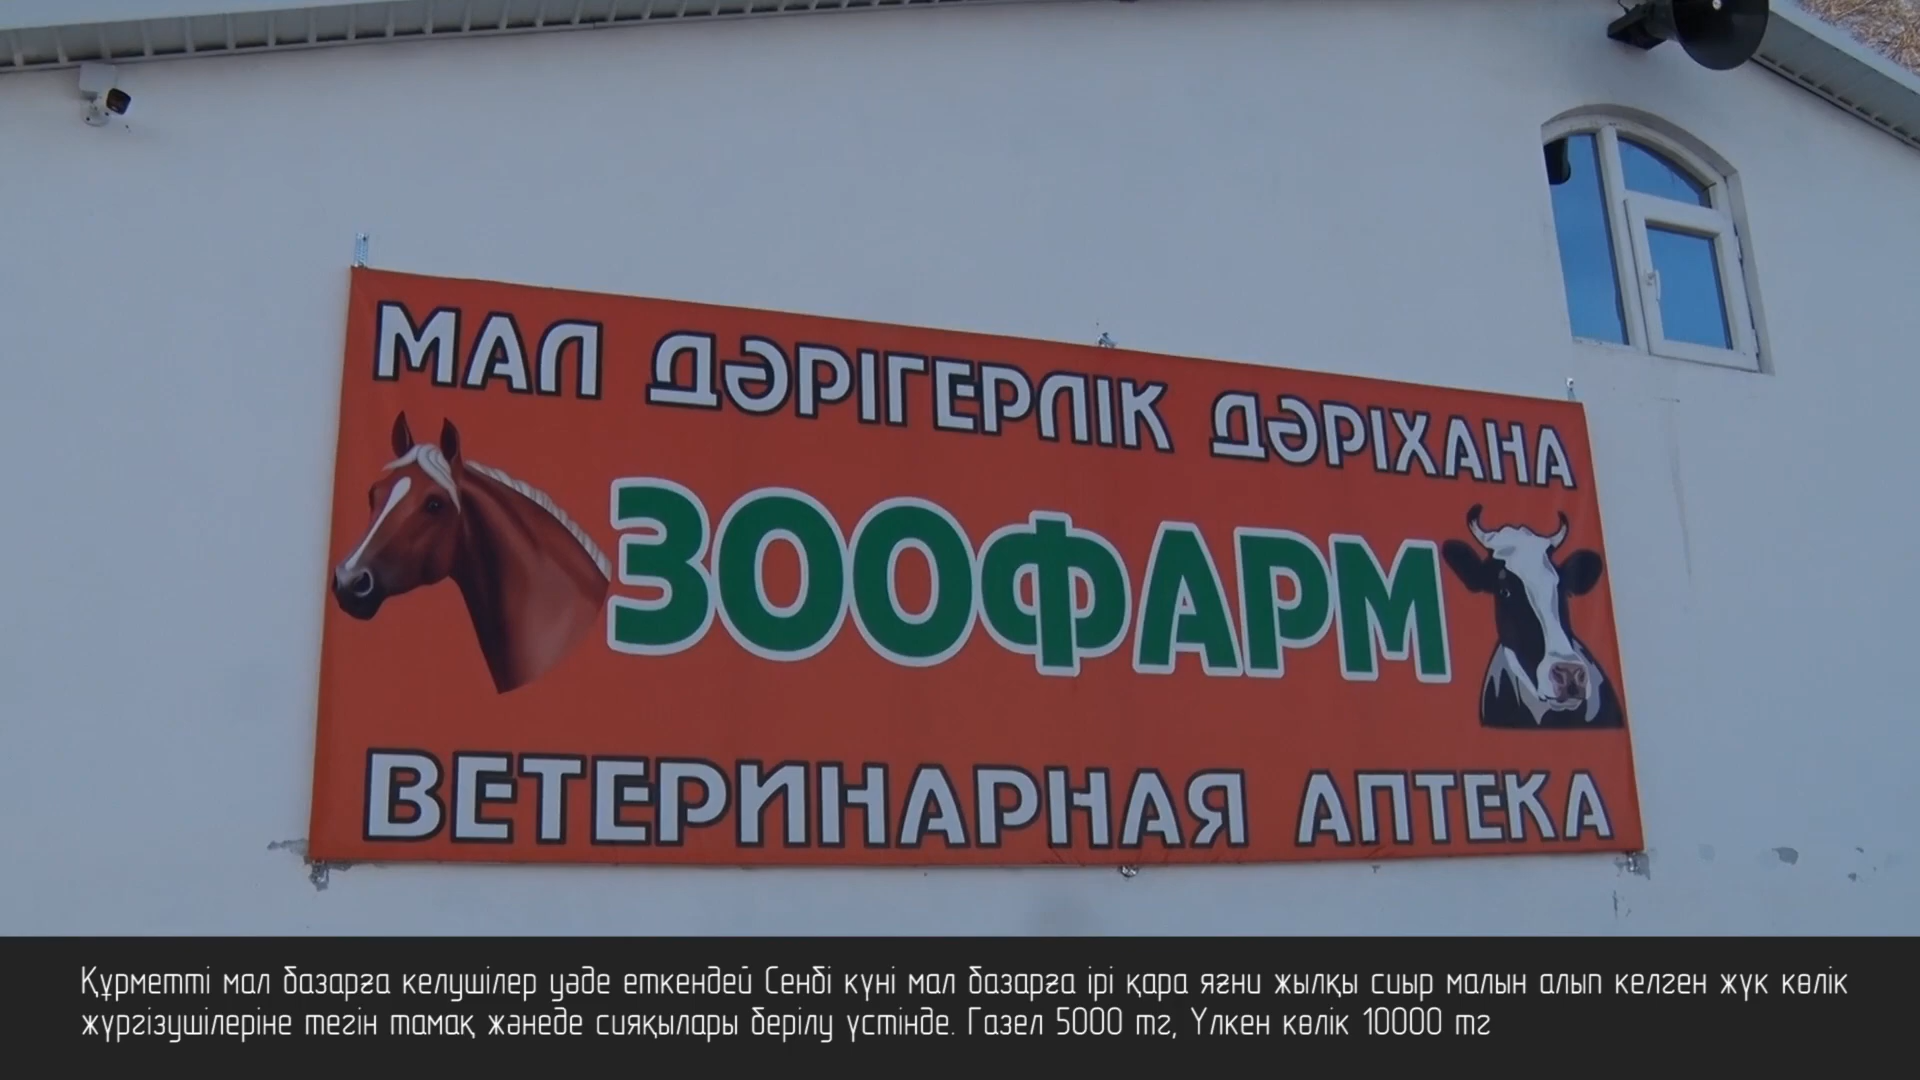 МАЛ ДӘРІГЕРЛІК ДӘРІХАНА
ЗООФАРМ
ВЕТЕРИНАРНАЯ АПТЕКА
Құрметті мал базарға келушілер уәде еткендей Сенбі күні мал базарға ірі қара яғни жылқы сиыр малын алып келген жүк көлік
жүргізушілеріне тегін тамақ жәнеде сияқылары берілу үстінде. Газел 5000 тг, Үлкен көлік 10000 тг